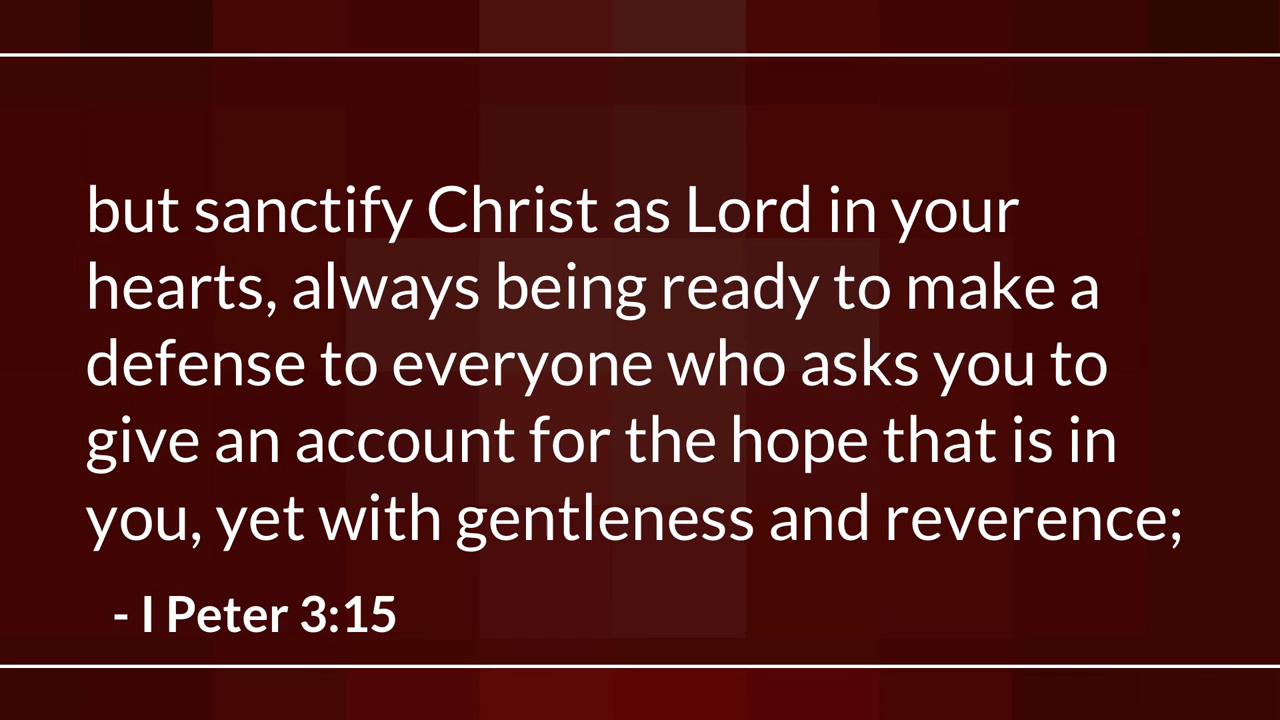 but sanctify Christ as Lord in your
hearts, always being ready to make a
defense to everyone who asks you to
give an account for the hope that is in
you, yet with gentleness and reverence;
- I Peter 3:15